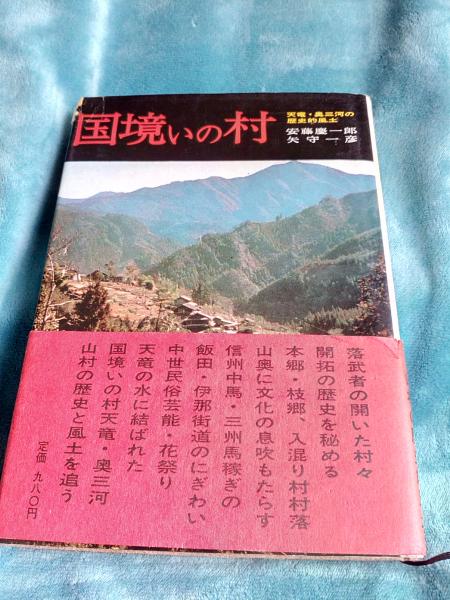 国境いの村
天竜・奥三河の
歴史的風土
安藤慶一郎
矢守一彦
落武者の開いた村々
開拓の歴史を秘める
本郷・枝郷、入混り村村落
山奥に文化の息吹もたらす
信州中馬・三州馬稼ぎの
飯田・伊那街道のにぎわい
中世民俗芸能・花祭り
天竜の水に結ばれた
国境いの村天竜・奥三河
山村の歴史と風土を追う
定価 九八〇円